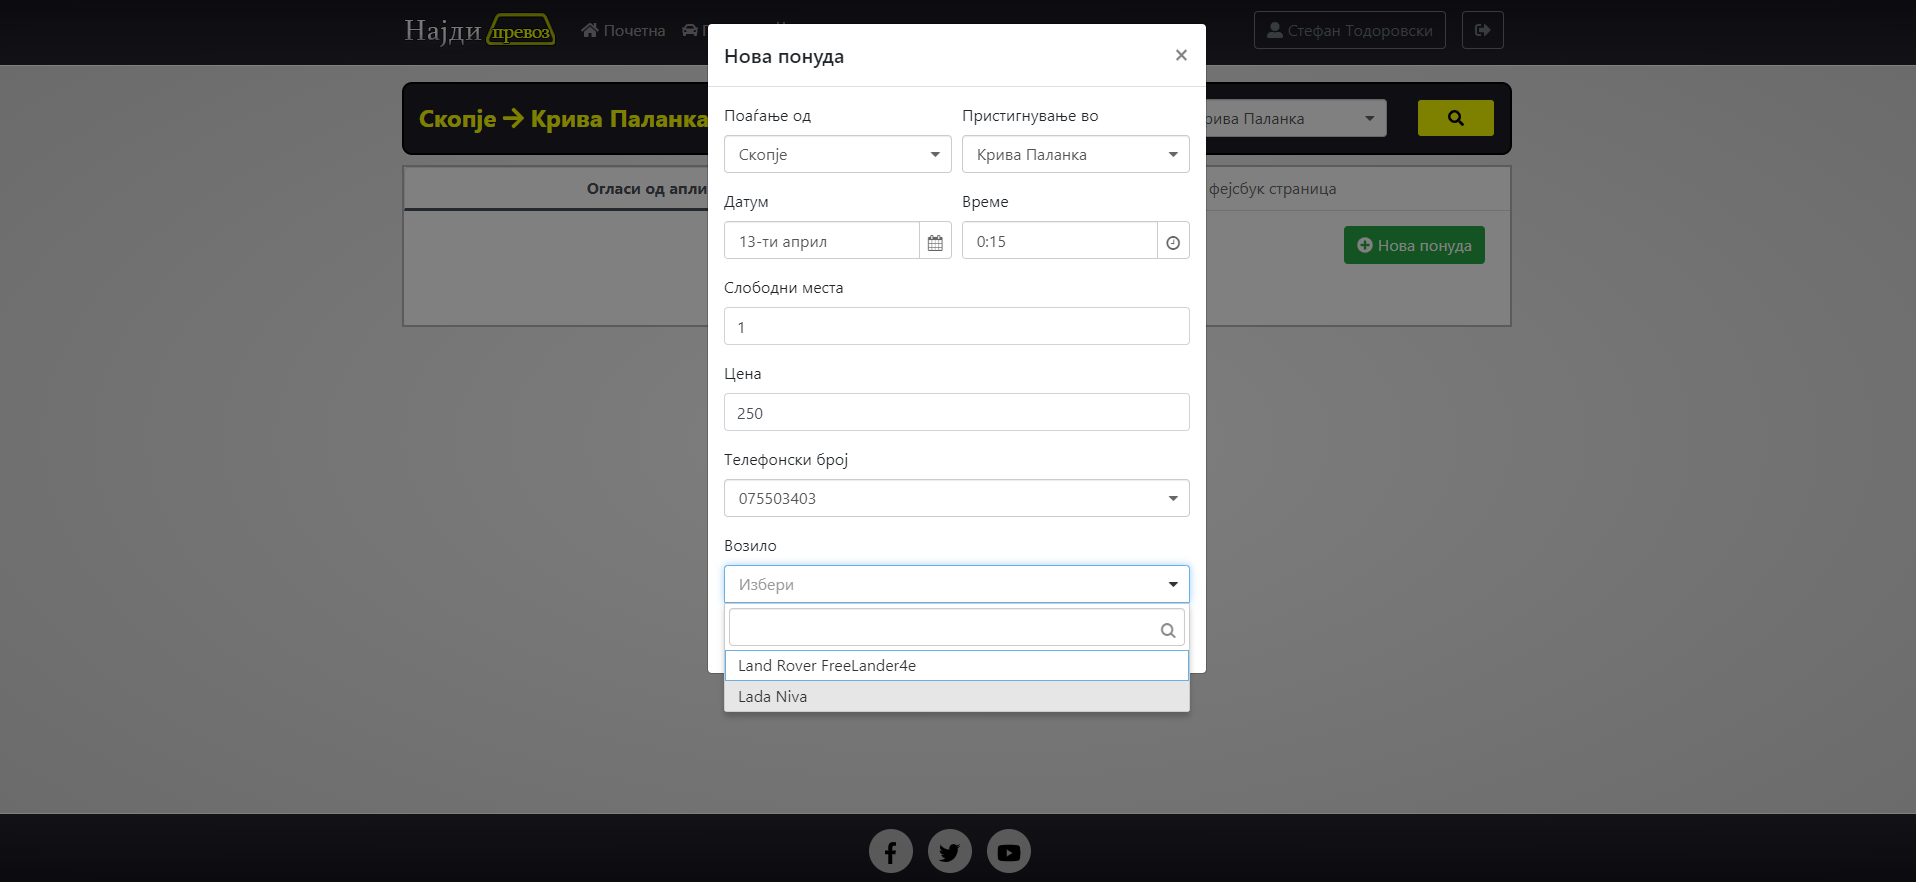 Најди превоз
Почетна
Стефан Тодоровски
Нова понуда
×
Скопје → Крива Паланка
рива Паланка
Поаѓање од
Пристигнување во
Скопје
Крива Паланка
Огласи од апли
фејсбук страница
Датум
Време
13-ти април
0:15
Нова понуда
Слободни места
1
Цена
250
Телефонски број
075503403
Возило
Избери
Land Rover FreeLander4e
Lada Niva